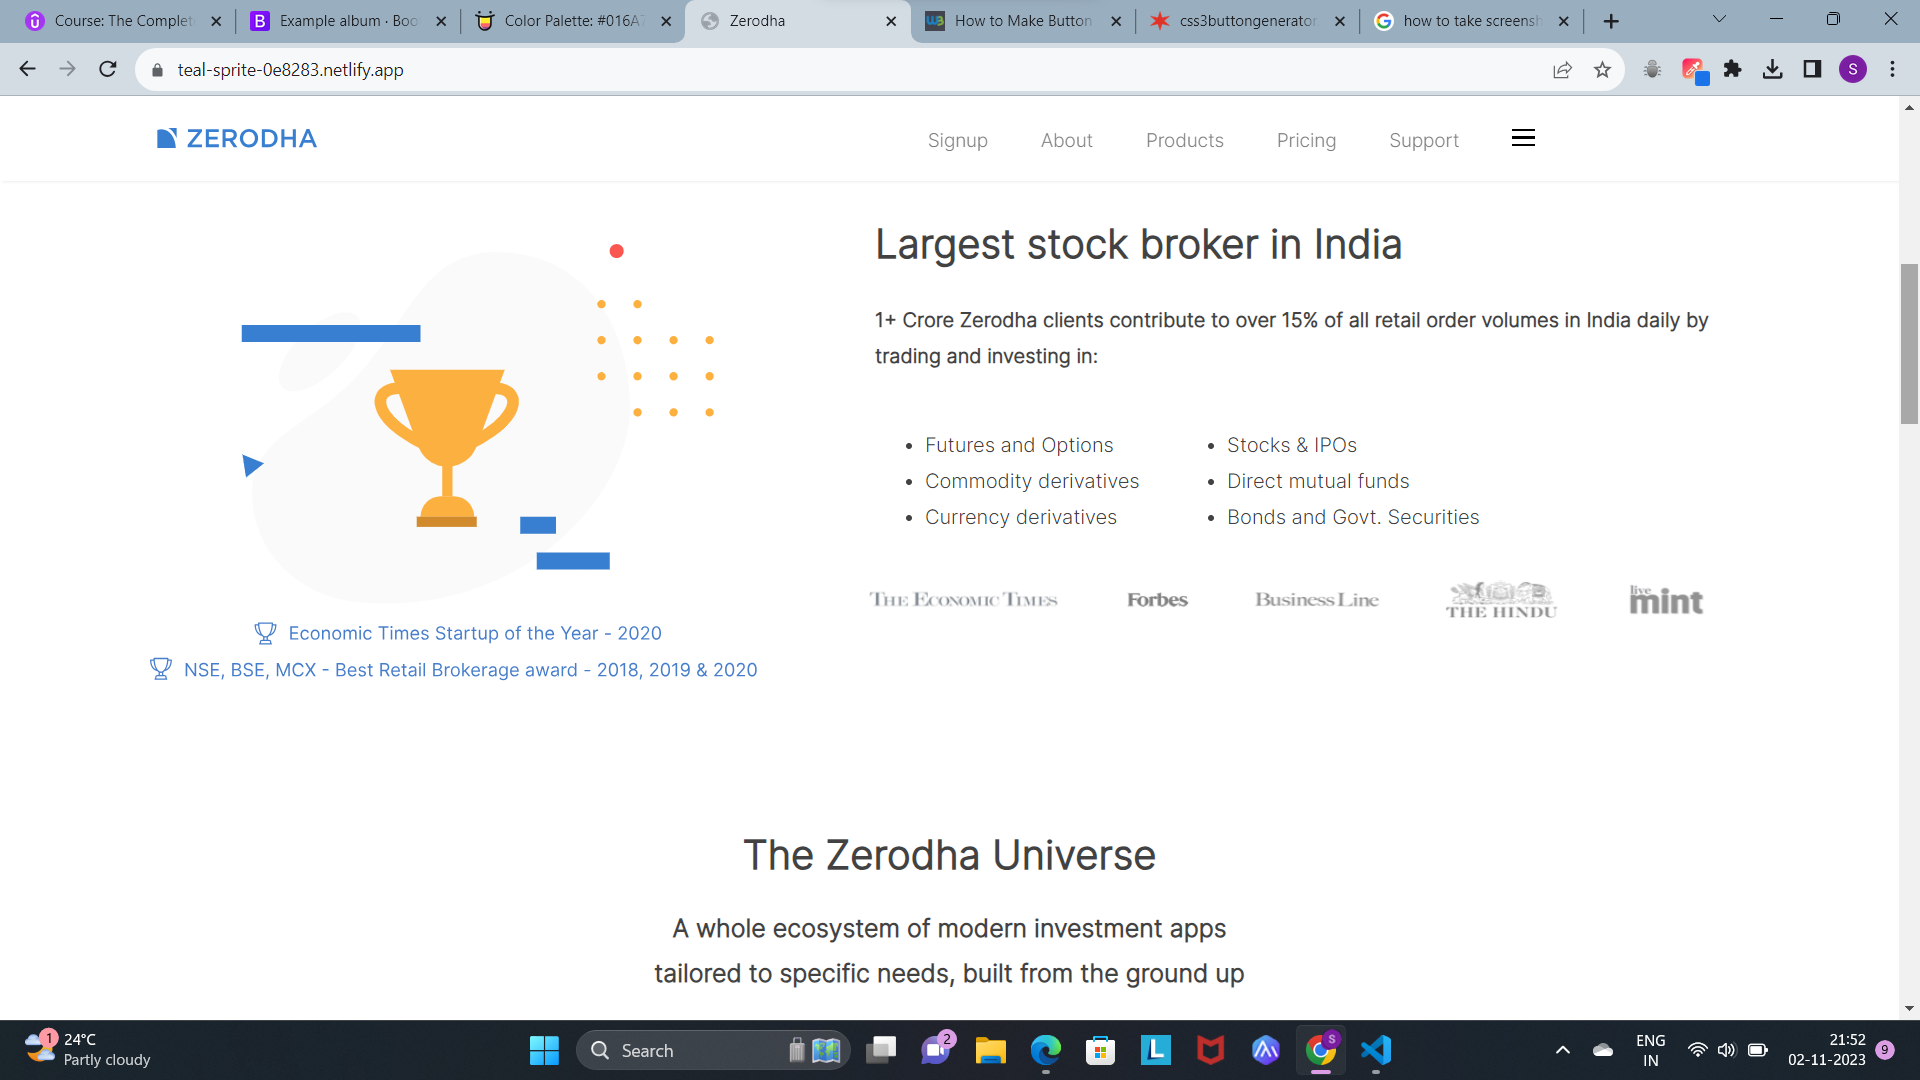 Course: The Complet
Example album · Boo
Color Palette: #016A7
Zerodha
How to Make Button
css3buttongenerator
how to take screensh
teal-sprite-0e8283.netlify.app
S
ZERODHA
Signup
About
Products
Pricing
Support
Largest stock broker in India
1+ Crore Zerodha clients contribute to over 15% of all retail order volumes in India daily by
trading and investing in:
• Futures and Options
• Commodity derivatives
• Currency derivatives
• Stocks & IPOs
• Direct mutual funds
• Bonds and Govt. Securities
THE ECONOMIC TIMES
Forbes
Business Line
THE HINDU
live
mint
Economic Times Startup of the Year - 2020
NSE, BSE, MCX - Best Retail Brokerage award - 2018, 2019 & 2020
The Zerodha Universe
A whole ecosystem of modern investment apps
tailored to specific needs, built from the ground up
1
24°C
Partly cloudy
Search
2
L
S
ENG
IN
21:52
02-11-2023
9